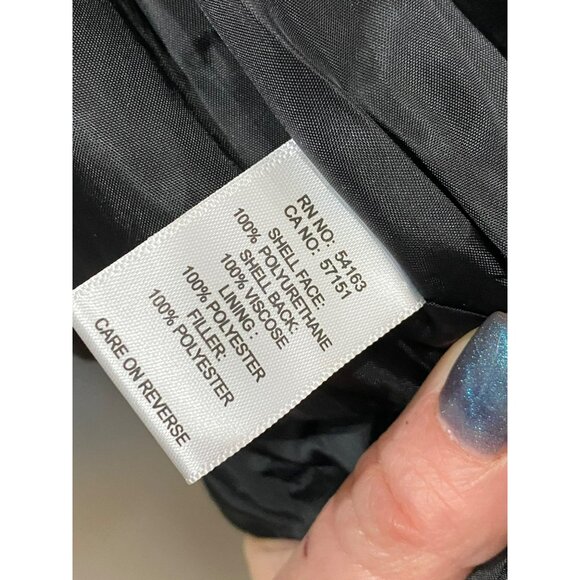 RN NO: 54163
CA NO: 57151
SHELL FACE:
100% POLYURETHANE
SHELL BACK:
100% VISCOSE
LINING :
100% POLYESTER
FILLER:
100% POLYESTER
CARE ON REVERSE